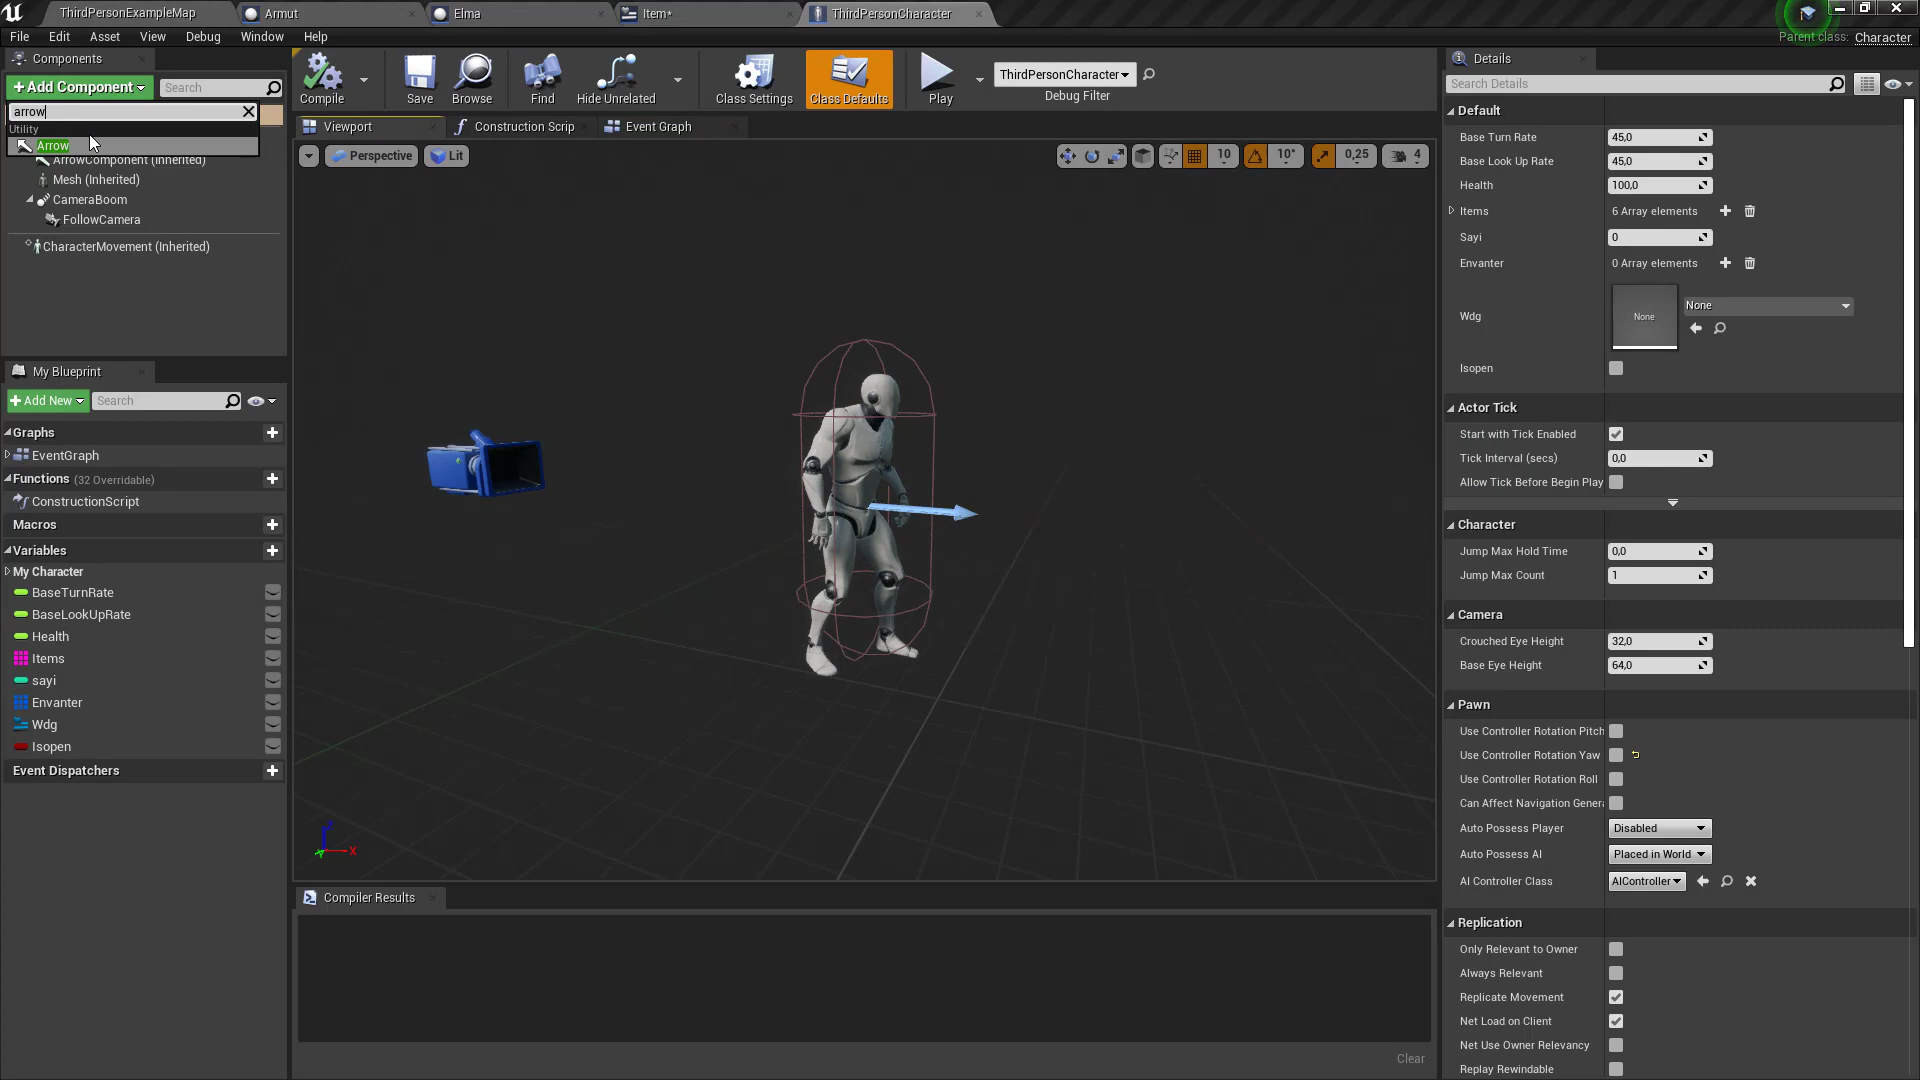 ThirdPersonExampleMap
Armut
Elma
Item*
ThirdPersonCharacter
File Edit Asset View Debug Window Help
Parent class: Character
Components
+Add Component
Search
arrow
Utility
Arrow
ArrowComponent (Inherited)
Mesh (Inherited)
CameraBoom
FollowCamera
CharacterMovement (Inherited)
My Blueprint
+Add New
Search
Graphs
EventGraph
Functions (32 Overridable)
ConstructionScript
Macros
Variables
My Character
BaseTurnRate
BaseLookUpRate
Health
Items
sayi
Envanter
Wdg
Isopen
Event Dispatchers
Compile
Save
Browse
Find
Hide Unrelated
Class Settings
Class Defaults
Play
ThirdPersonCharacter
Debug Filter
Viewport
Construction Scrip
Event Graph
Perspective
Lit
10
10°
0,25
4
Z
X
Y
Compiler Results
Clear
Details
Search Details
Default
Base Turn Rate 45,0
Base Look Up Rate 45,0
Health 100,0
Items 6 Array elements
Sayi 0
Envanter 0 Array elements
Wdg None None
Isopen
Actor Tick
Start with Tick Enabled
Tick Interval (secs) 0,0
Allow Tick Before Begin Play
Character
Jump Max Hold Time 0,0
Jump Max Count 1
Camera
Crouched Eye Height 32,0
Base Eye Height 64,0
Pawn
Use Controller Rotation Pitch
Use Controller Rotation Yaw
Use Controller Rotation Roll
Can Affect Navigation Genera
Auto Possess Player Disabled
Auto Possess AI Placed in World
AI Controller Class AIController
Replication
Only Relevant to Owner
Always Relevant
Replicate Movement
Net Load on Client
Net Use Owner Relevancy
Replay Rewindable